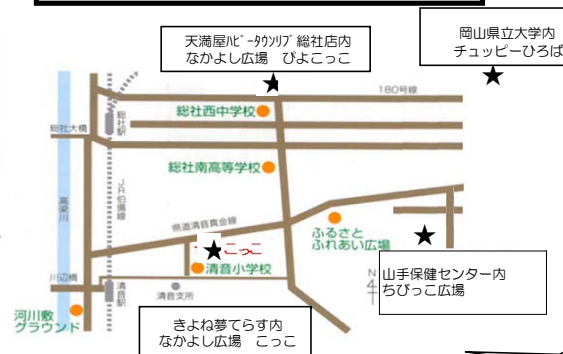 天満屋ﾊﾋﾟｰﾀｳﾝﾘﾌﾞ総社店内
なかよし広場　ぴよこっこ
岡山県立大学内
チュッピーひろば
180号線
総社西中学校
総社大橋
総社駅
総社南高等学校
JR伯備線
高梁川
県道清音真金線
ふるさと
ふれあい広場
こっこ
清音小学校
山手保健センター内
ちびっこ広場
川辺橋
清音駅
清音支所
N
4
河川敷
グラウンド
きよね夢てらす内
なかよし広場　こっこ